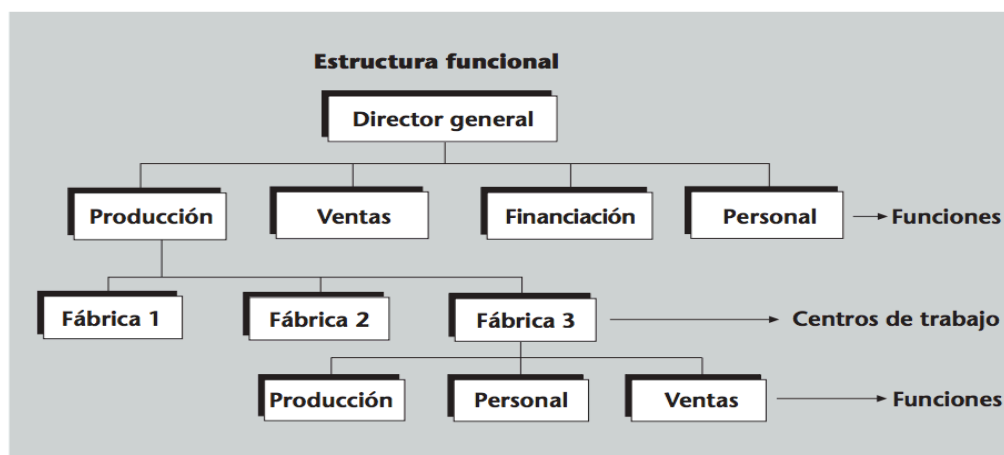 Estructura funcional
Director general
Producción
Ventas
Financiación
Personal
Funciones
Fábrica 1
Fábrica 2
Fábrica 3
Centros de trabajo
Producción
Personal
Ventas
Funciones